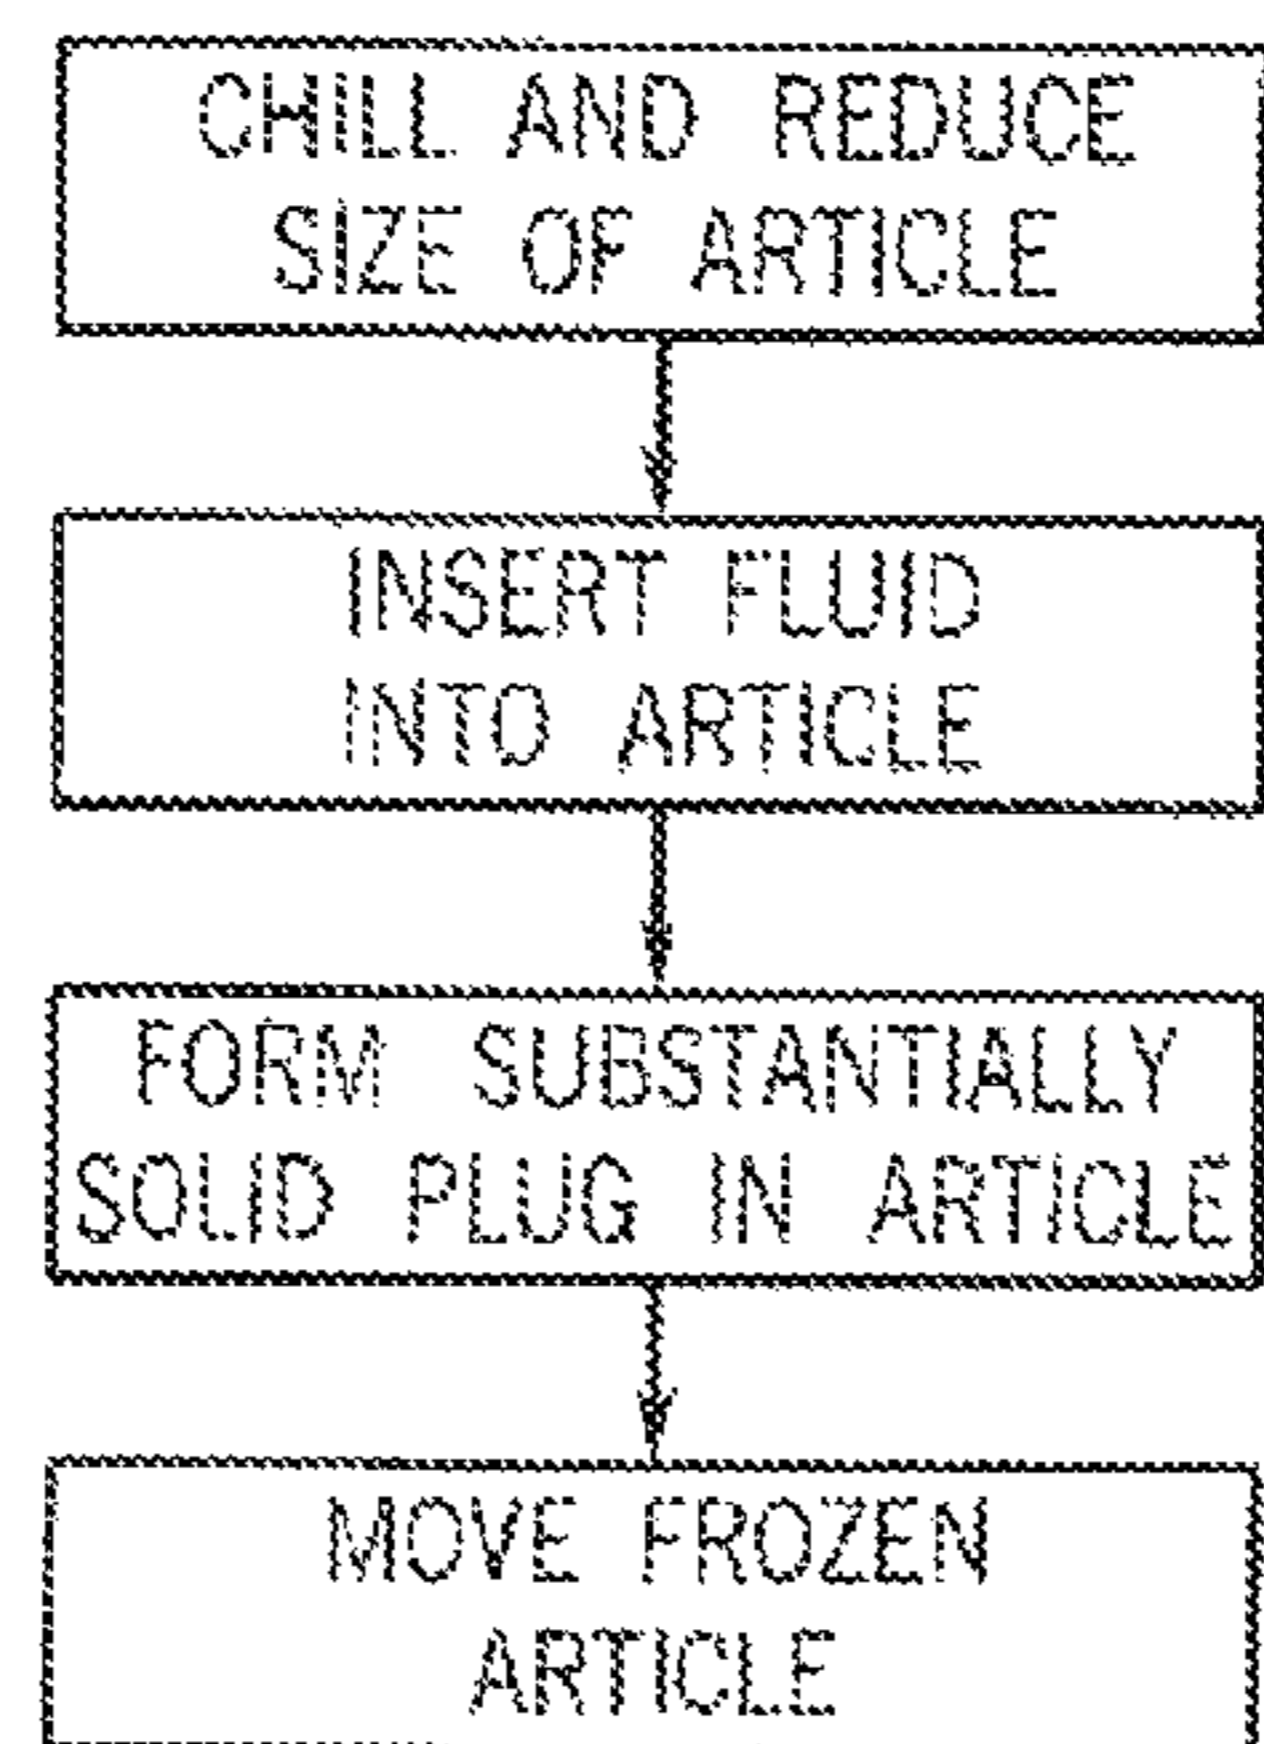 CHILL AND REDUCE
SIZE OF ARTICLE
INSERT FLUID
INTO ARTICLE
FORM SUBSTANTIALLY
SOLID PLUG IN ARTICLE
MOVE FROZEN
ARTICLE